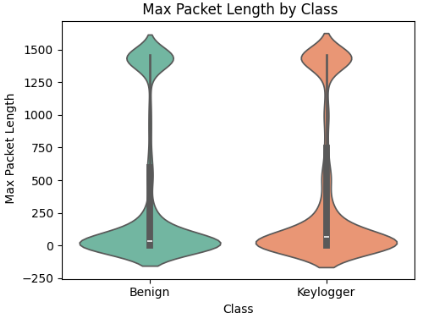 Max Packet Length by Class
Max Packet Length
1500
1250
1000
750
500
250
0
−250
Benign
Keylogger
Class